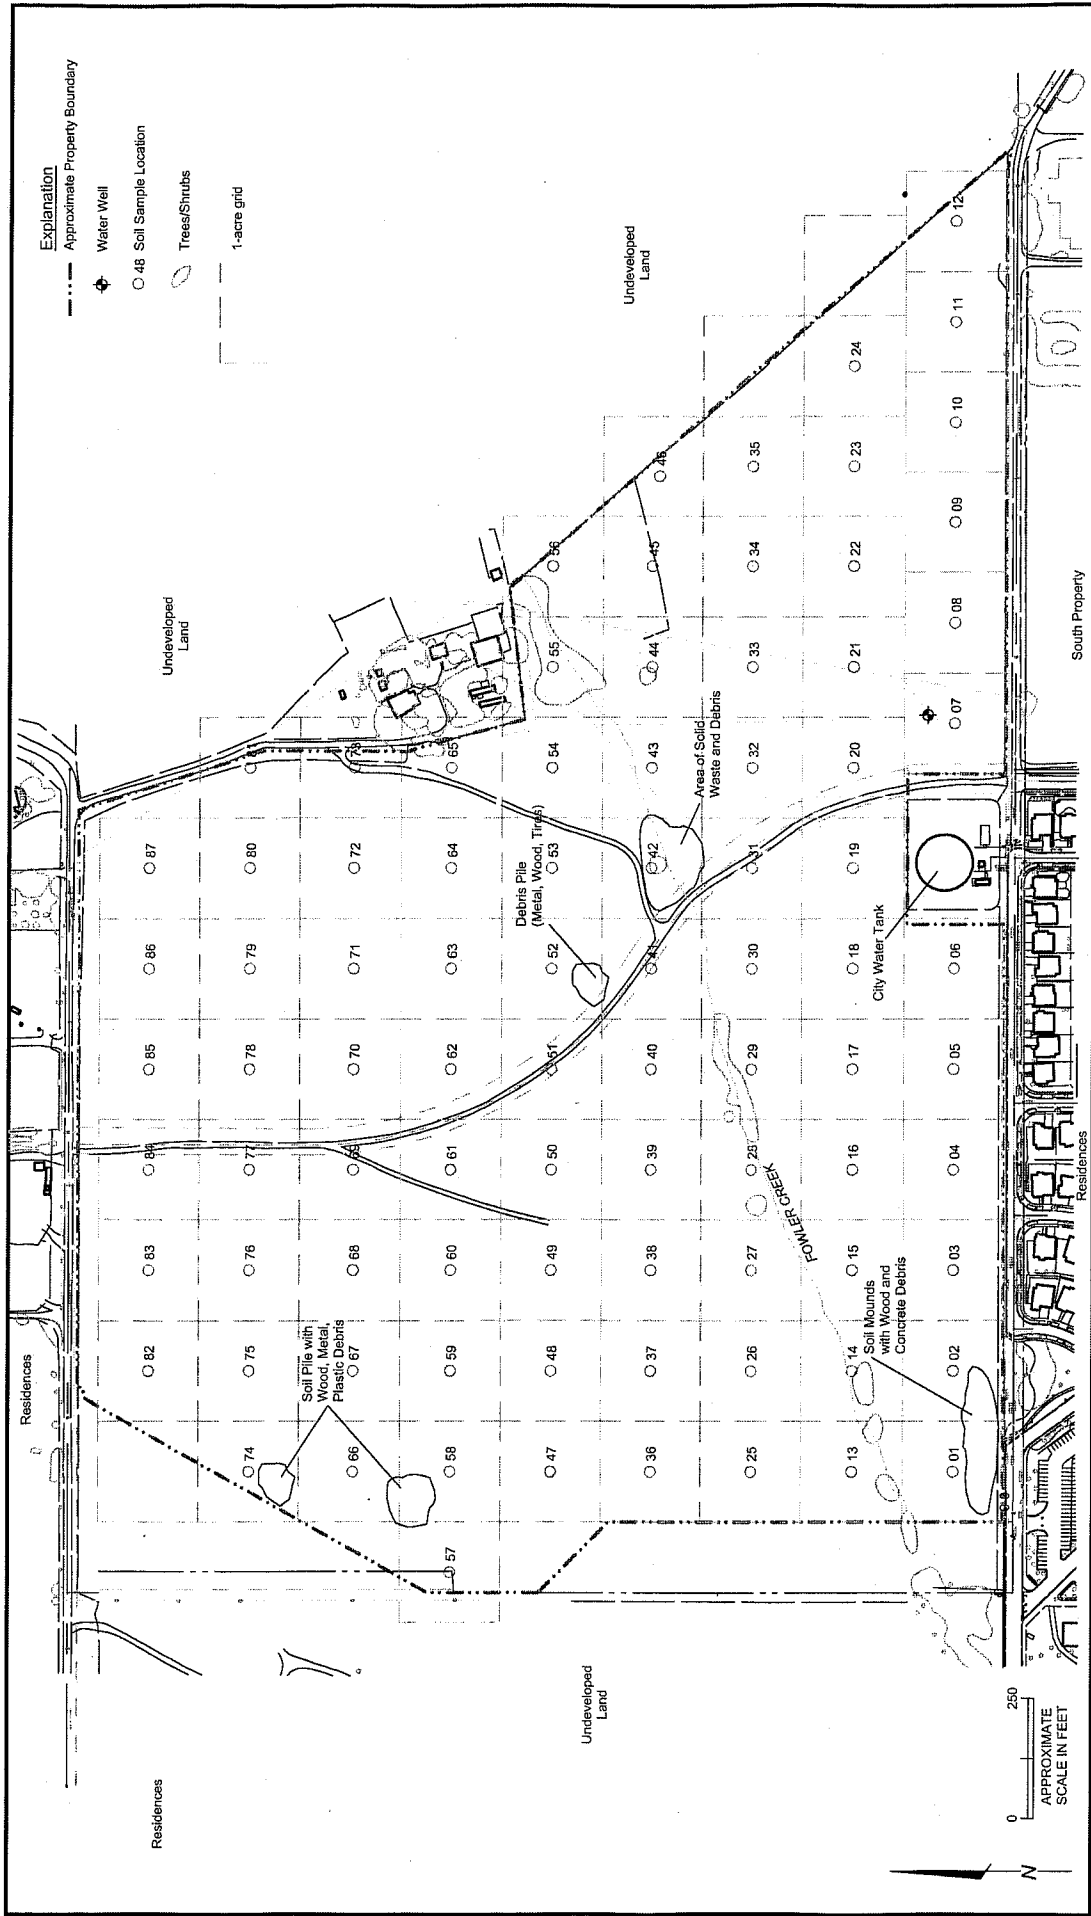 Explanation
Approximate Property Boundary
Water Well
48 Soil Sample Location
Trees/Shrubs
1-acre grid
Residences
Residences
Undeveloped
Land
Undeveloped
Land
Undeveloped
Land
82
83
84
85
86
87
74
75
76
77
78
79
80
Soil Pile with
Wood, Metal,
Plastic Debris
66
67
68
69
70
71
72
73
57
58
59
60
61
62
63
64
65
47
48
49
50
51
52
53
54
55
56
Debris Pile
(Metal, Wood, Tires)
36
37
38
39
40
41
42
43
44
45
46
Area of Solid
Waste and Debris
25
26
27
28
29
30
31
32
33
34
35
FOWLER CREEK
13
14
15
16
17
18
19
20
21
22
23
24
Soil Mounds
with Wood and
Concrete Debris
City Water Tank
01
02
03
04
05
06
07
08
09
10
11
12
Residences
South Property
0
250
APPROXIMATE
SCALE IN FEET
N